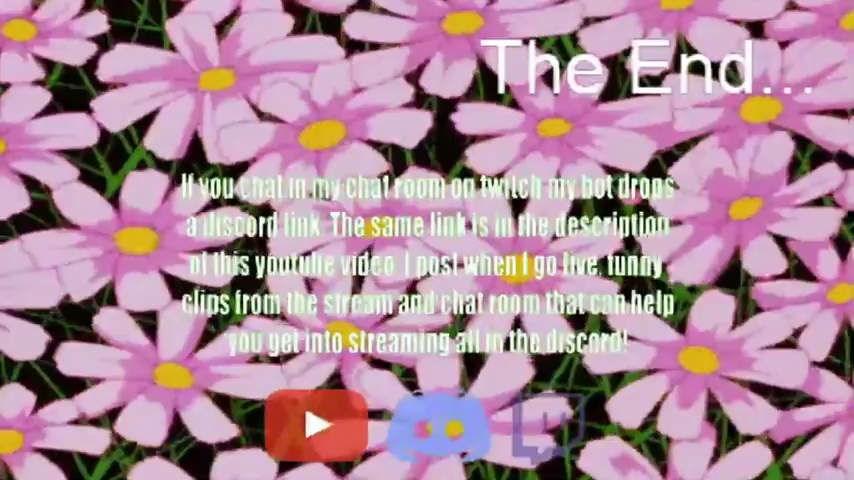 The End...
If you chat in my chat room on twitch my bot drops
a discord link. The same link is in the description
of this youtube video. I post when I go live, funny
clips from the stream and chat room that can help
you get into streaming all in the discord!